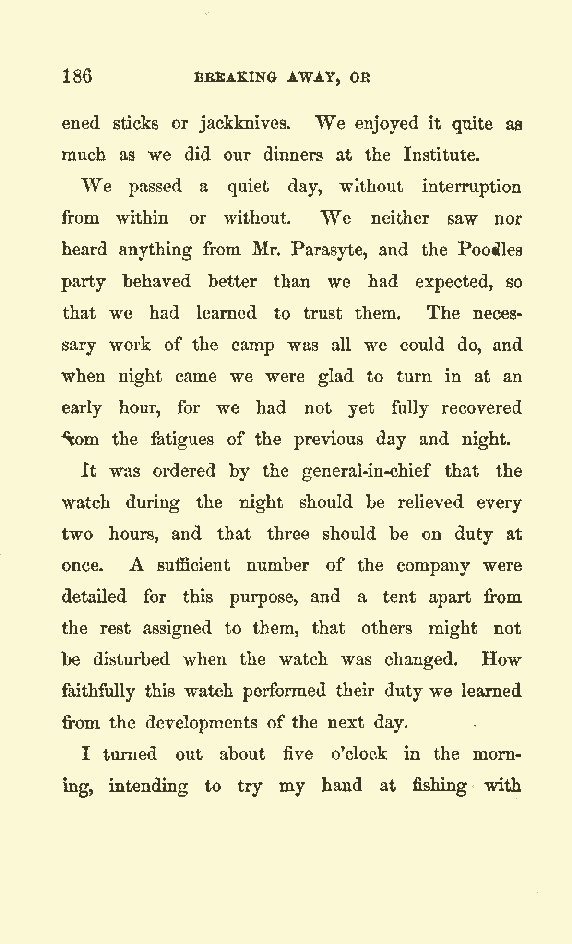 186 BREAKING AWAY, OR
ened sticks or jackknives. We enjoyed it quite as
much as we did our dinners at the Institute.
We passed a quiet day, without interruption
from within or without. We neither saw nor
heard anything from Mr. Parasyte, and the Poodles
party behaved better than we had expected, so
that we had learned to trust them. The neces-
sary work of the camp was all we could do, and
when night came we were glad to turn in at an
early hour, for we had not yet fully recovered
from the fatigues of the previous day and night.
It was ordered by the general-in-chief that the
watch during the night should be relieved every
two hours, and that three should be on duty at
once. A sufficient number of the company were
detailed for this purpose, and a tent apart from
the rest assigned to them, that others might not
be disturbed when the watch was changed. How
faithfully this watch performed their duty we learned
from the developments of the next day.
I turned out about five o'clock in the morn-
ing, intending to try my hand at fishing with